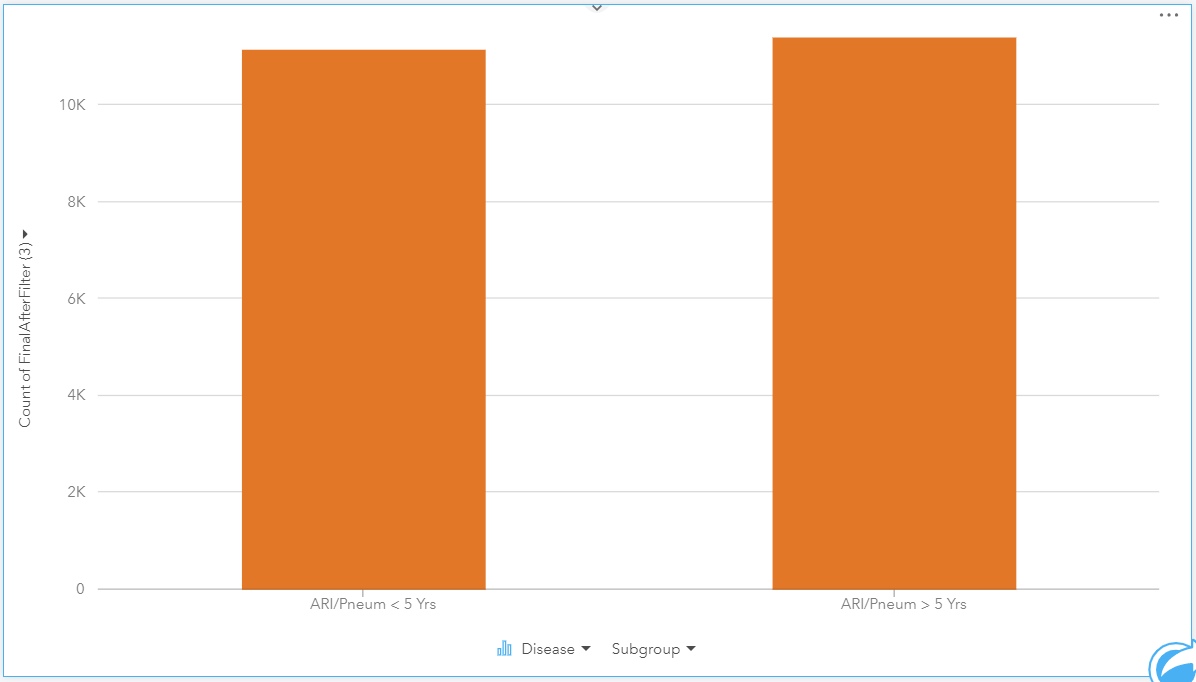 10K
8K
6K
4K
2K
0
Count of FinalAfterFilter (3)
ARI/Pneum < 5 Yrs
ARI/Pneum > 5 Yrs
Disease Subgroup